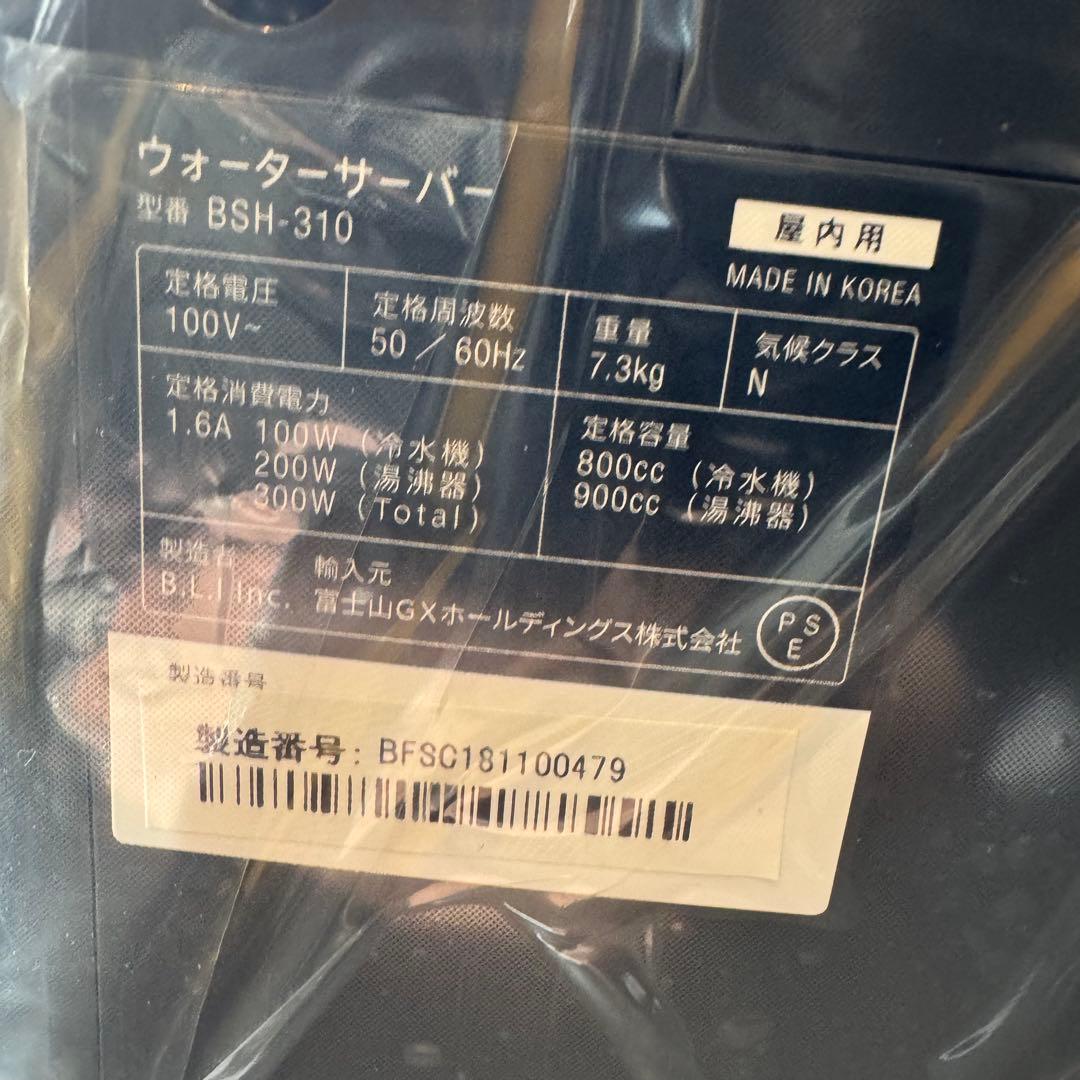 ウォーターサーバー
型番 BSH-310
屋内用
MADE IN KOREA
定格電圧
100V~
定格周波数
50／60Hz
重量
7.3kg
気候クラス
N
定格消費電力
1.6A 100W (冷水機)
200W (湯沸器)
300W (Total)
定格容量
800cc (冷水機)
900cc (湯沸器)
製造者
B.L.I Inc.
輸入元
富士山GXホールディングス株式会社
PSE
製造番号
製造番号: BFSC181100479